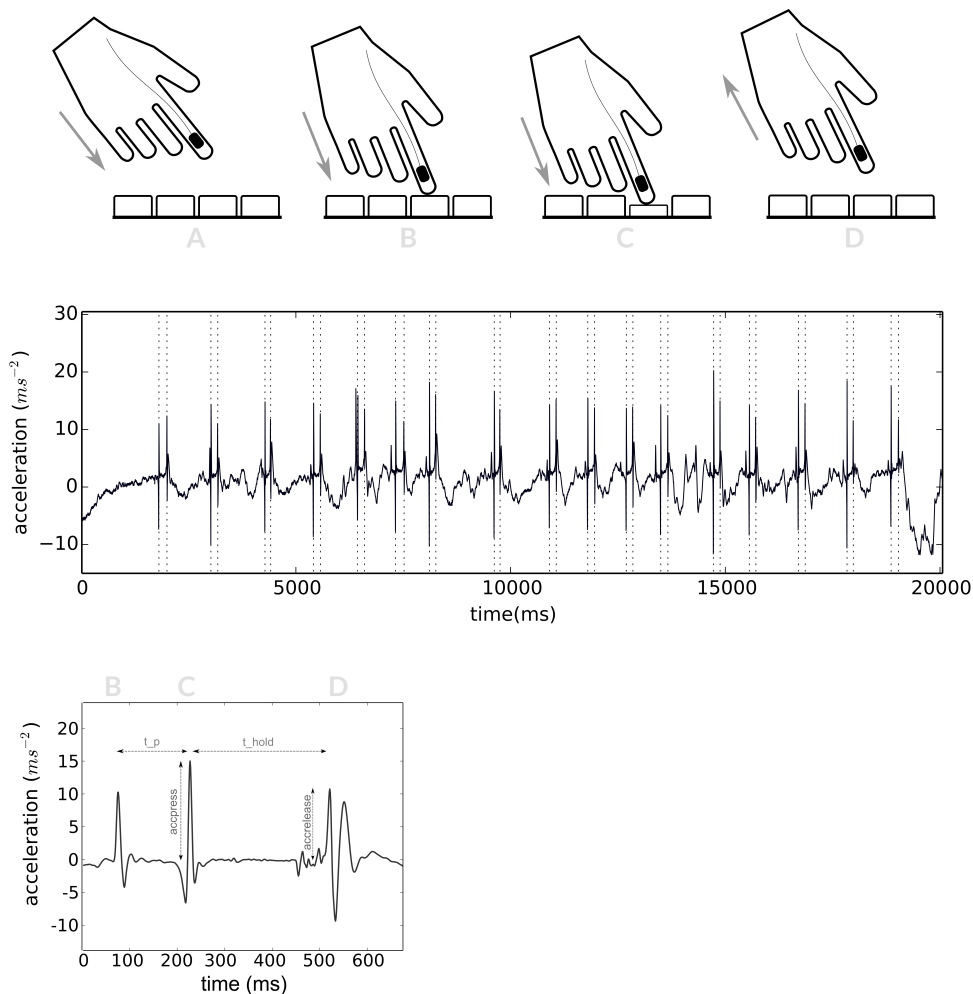 A B C D
30
20
10
0
−10
acceleration (ms⁻²)
0 5000 10000 15000 20000
time(ms)
B C D
20
15
10
5
0
-5
-10
acceleration (ms⁻²)
t_p
t_hold
accpress
accrelease
0 100 200 300 400 500 600
time (ms)